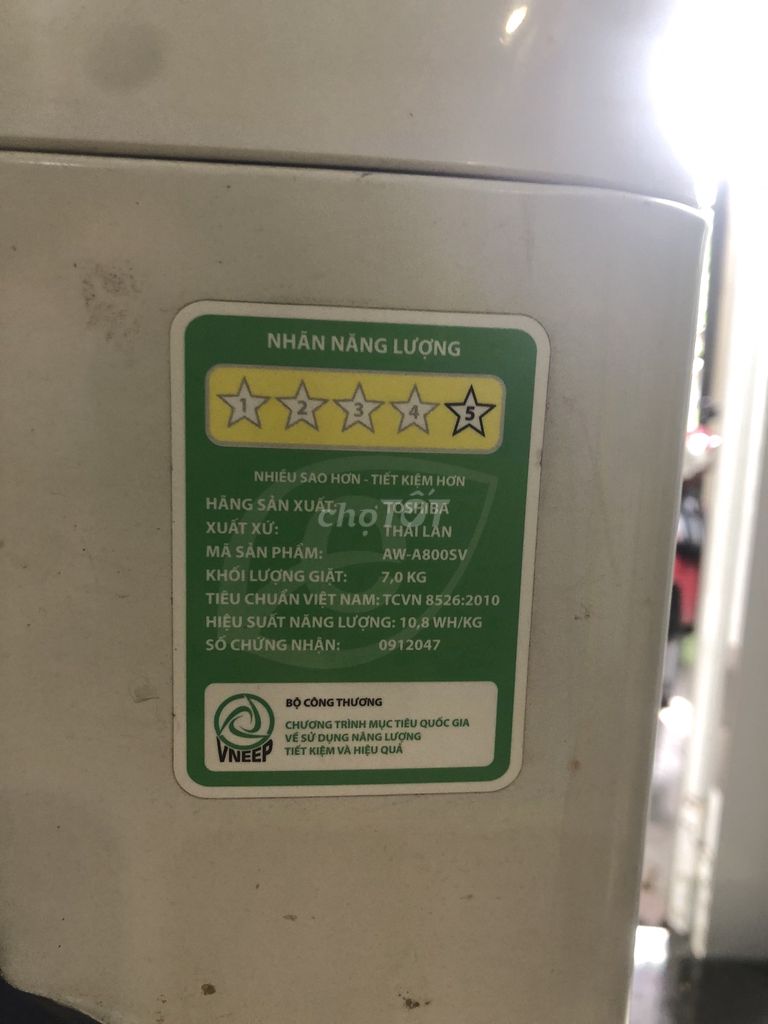 NHÃN NĂNG LƯỢNG
1 2 3 4 5
NHIỀU SAO HƠN - TIẾT KIỆM HƠN
HÃNG SẢN XUẤT: TOSHIBA
chợTỐT
XUẤT XỨ: THÁI LAN
MÃ SẢN PHẨM: AW-A800SV
KHỐI LƯỢNG GIẶT: 7,0 KG
TIÊU CHUẨN VIỆT NAM: TCVN 8526:2010
HIỆU SUẤT NĂNG LƯỢNG: 10,8 WH/KG
SỐ CHỨNG NHẬN: 0912047
BỘ CÔNG THƯƠNG
CHƯƠNG TRÌNH MỤC TIÊU QUỐC GIA
VỀ SỬ DỤNG NĂNG LƯỢNG
TIẾT KIỆM VÀ HIỆU QUẢ
VNEEP